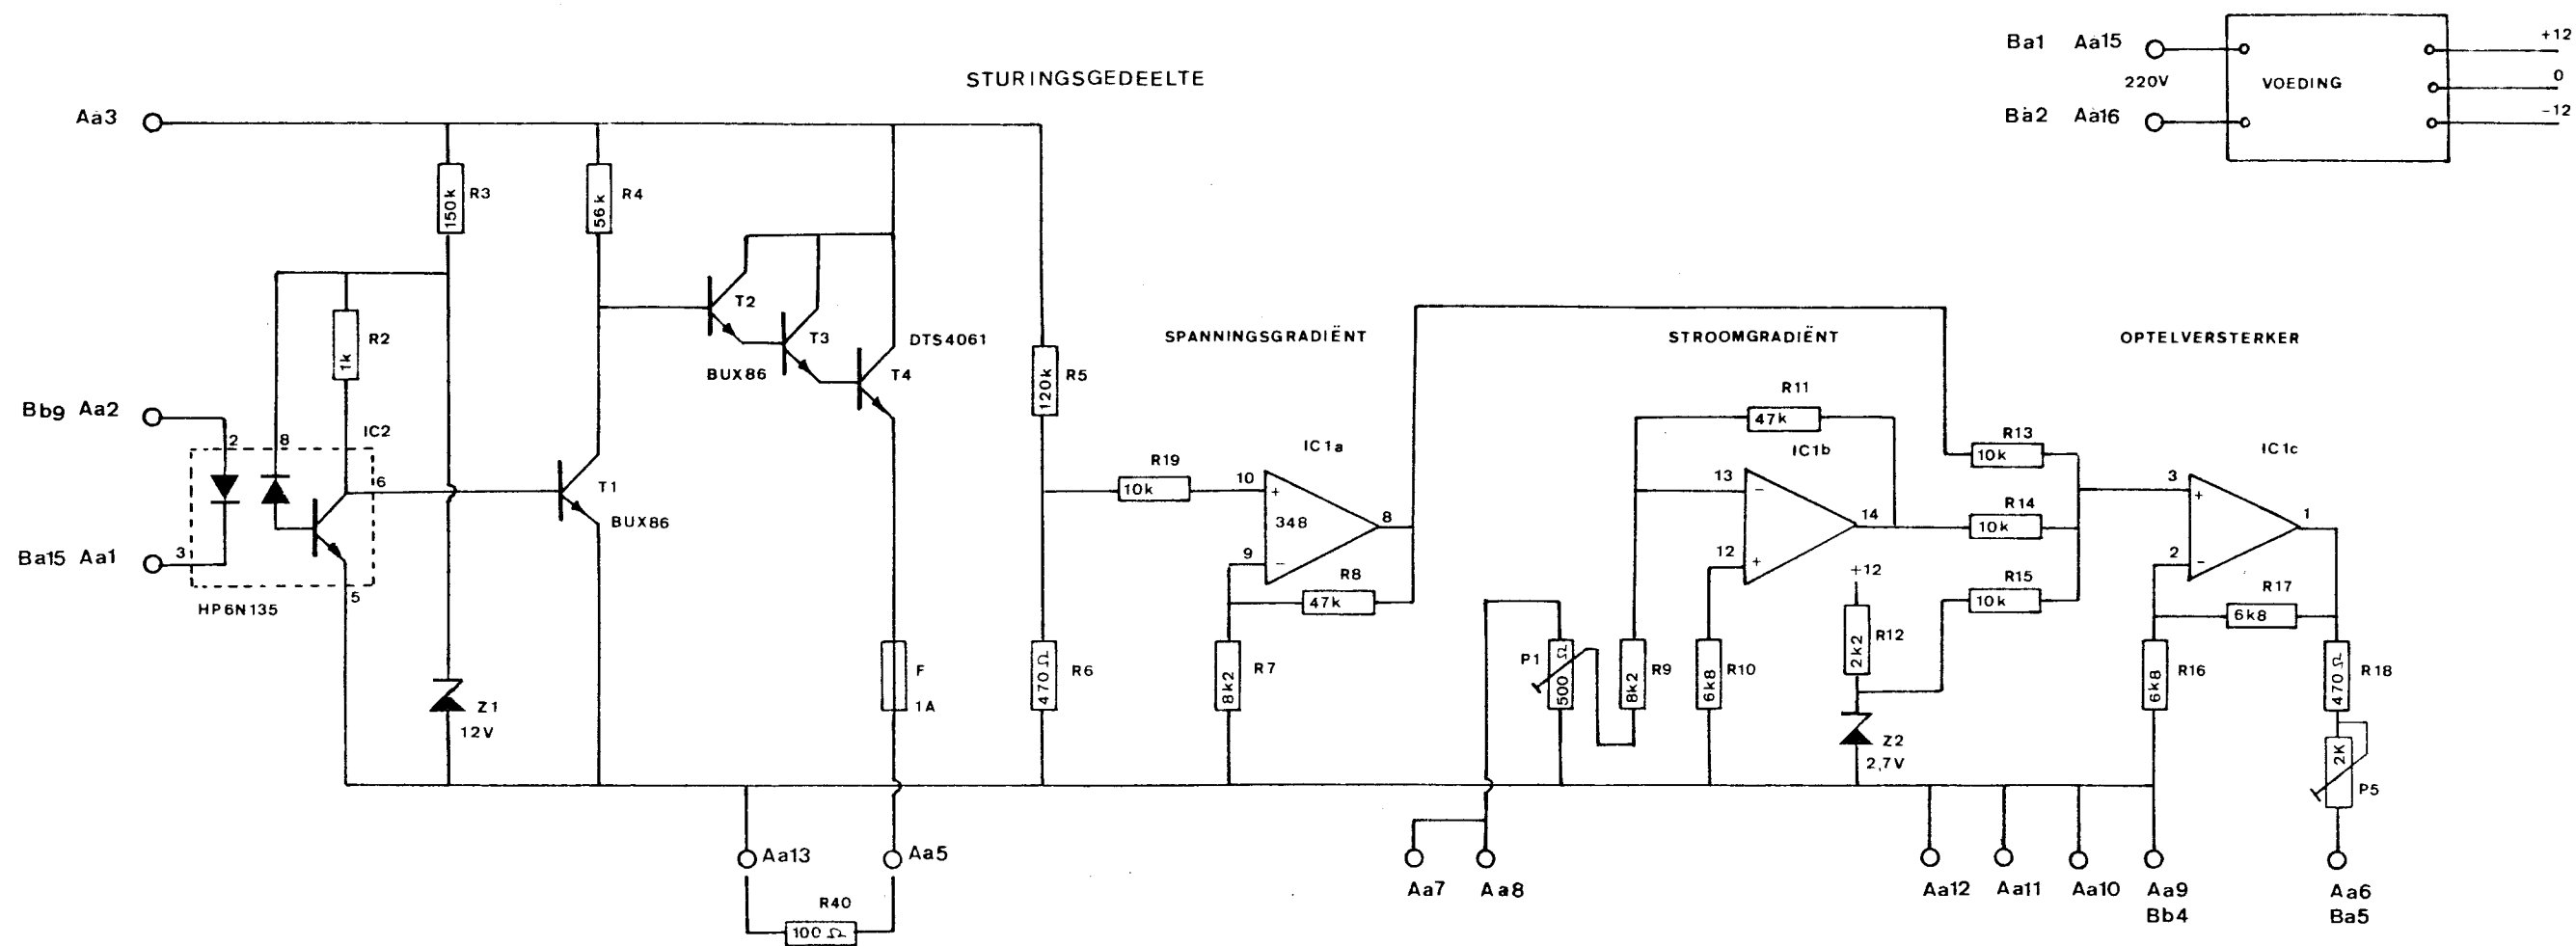 STURINGSGEDEELTE
Ba1 Aa15
220V
Ba2 Aa16
VOEDING
+12
0
-12
Aa3
R3
150k
R4
56k
R2
1k
T2
T3
DTS4061
T4
BUX86
R5
120k
SPANNINGSGRADIËNT
STROOMGRADIËNT
OPTELVERSTERKER
Bb9 Aa2
2
8
IC2
6
3
5
Ba15 Aa1
HP6N135
T1
BUX86
Z1
12V
F
1A
R6
470Ω
R19
10k
IC1a
10
+
348
8
9
-
R8
47k
R7
8k2
R11
47k
IC1b
13
-
14
12
+
P1
500Ω
R9
8k2
R10
6k8
+12
R12
2k2
Z2
2,7V
R13
10k
R14
10k
R15
10k
IC1c
3
+
1
2
-
R17
6k8
R16
6k8
R18
470Ω
2K
P5
Aa13
Aa5
R40
100Ω
Aa7
Aa8
Aa12
Aa11
Aa10
Aa9
Bb4
Aa6
Ba5